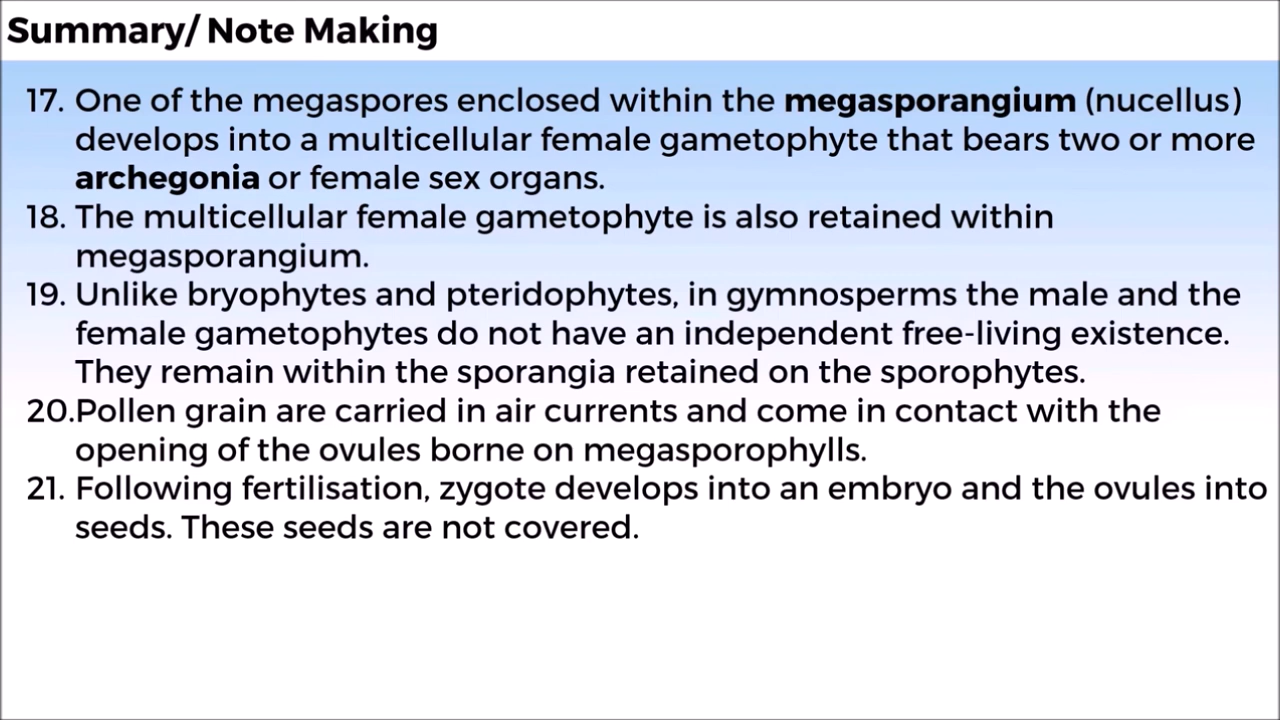 Summary/ Note Making
17. One of the megaspores enclosed within the megasporangium (nucellus)
develops into a multicellular female gametophyte that bears two or more
archegonia or female sex organs.
18. The multicellular female gametophyte is also retained within
megasporangium.
19. Unlike bryophytes and pteridophytes, in gymnosperms the male and the
female gametophytes do not have an independent free-living existence.
They remain within the sporangia retained on the sporophytes.
20.Pollen grain are carried in air currents and come in contact with the
opening of the ovules borne on megasporophylls.
21. Following fertilisation, zygote develops into an embryo and the ovules into
seeds. These seeds are not covered.